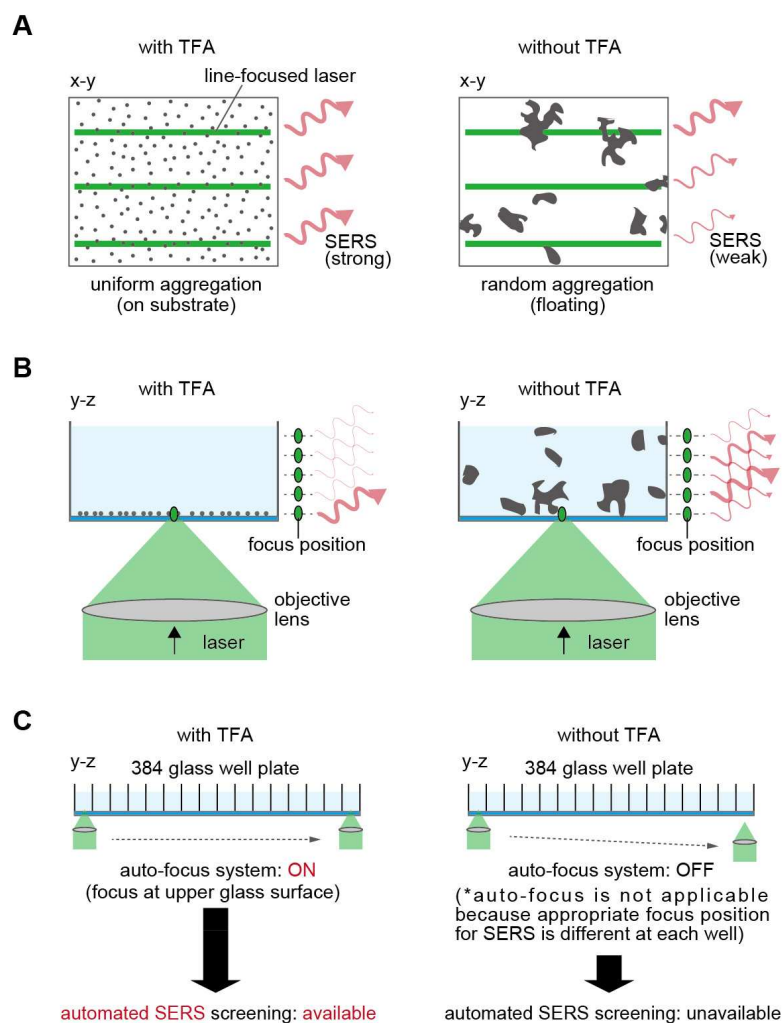 A
with TFA
without TFA
x-y
line-focused laser
x-y
SERS
(strong)
SERS
(weak)
uniform aggregation
(on substrate)
random aggregation
(floating)
B
with TFA
without TFA
y-z
y-z
focus position
focus position
objective
lens
objective
lens
laser
laser
C
with TFA
without TFA
y-z
384 glass well plate
y-z
384 glass well plate
auto-focus system: ON
(focus at upper glass surface)
auto-focus system: OFF
(*auto-focus is not applicable
because appropriate focus position
for SERS is different at each well)
automated SERS screening: available
automated SERS screening: unavailable